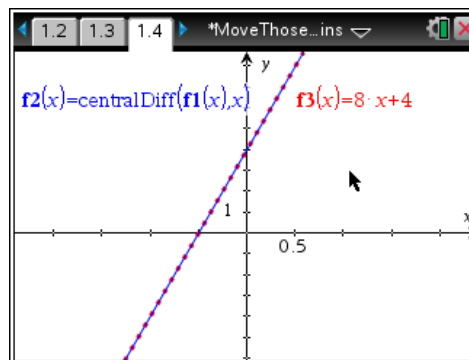 1.2 1.3 1.4 *MoveThose...ins
y
f2(x)=centralDiff(f1(x),x) f3(x)=8·x+4
1
x
0.5